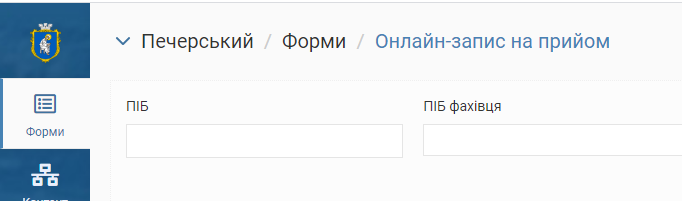 Печерський / Форми / Онлайн-запис на прийом
ПІБ
ПІБ фахівця
Форми